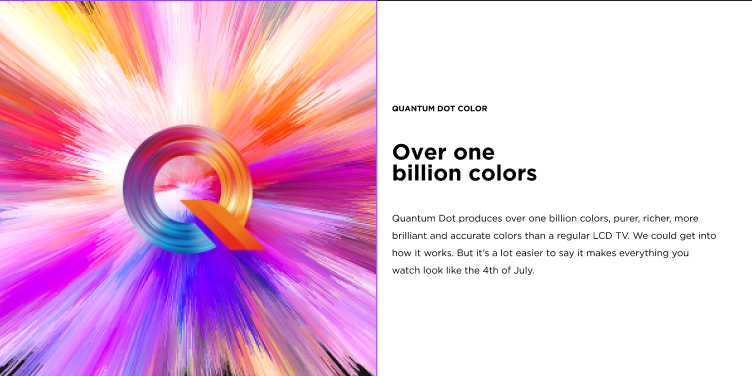 Q
QUANTUM DOT COLOR
Over one
billion colors
Quantum Dot produces over one billion colors, purer, richer, more
brilliant and accurate colors than a regular LCD TV. We could get into
how it works. But it's a lot easier to say it makes everything you
watch look like the 4th of July.